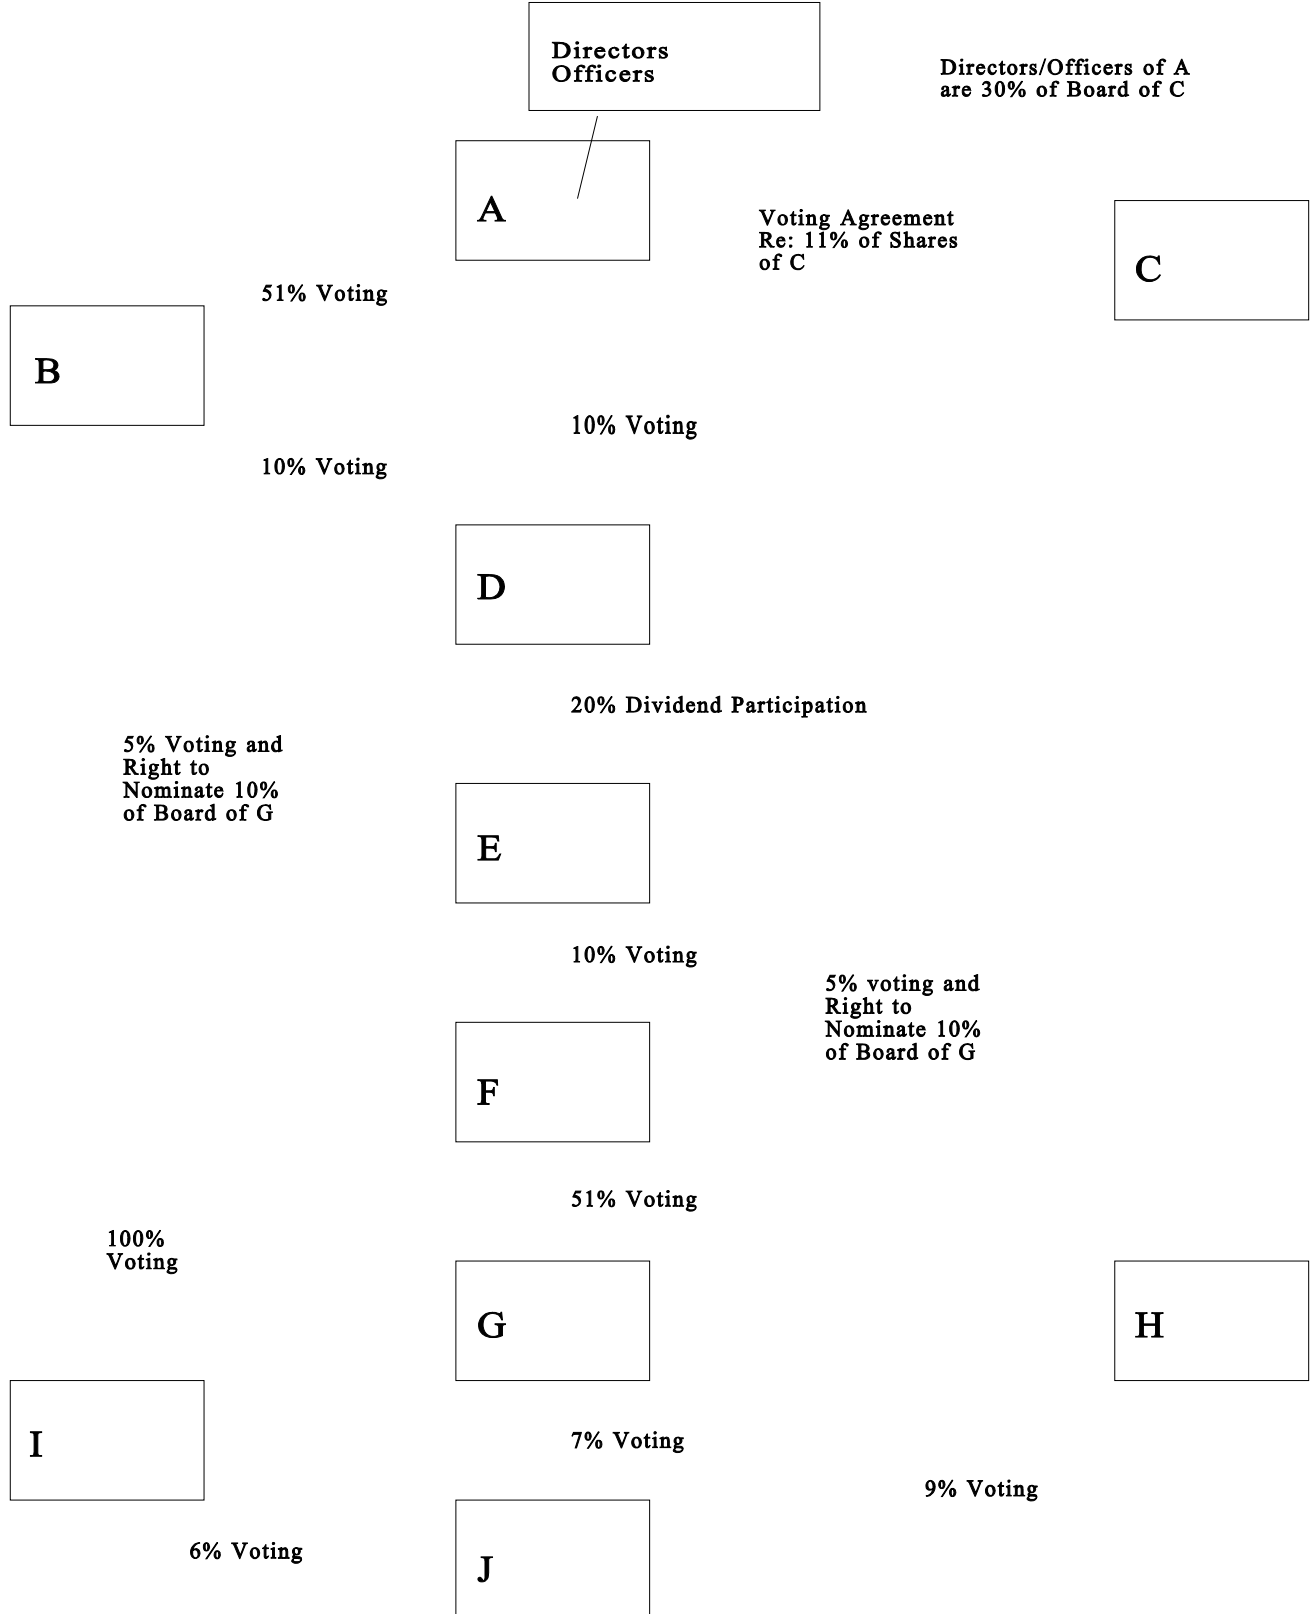 Directors
Officers
Directors/Officers of A
are 30% of Board of C
A
Voting Agreement
Re: 11% of Shares
of C
C
51% Voting
B
10% Voting
10% Voting
D
20% Dividend Participation
5% Voting and
Right to
Nominate 10%
of Board of G
E
10% Voting
5% voting and
Right to
Nominate 10%
of Board of G
F
51% Voting
100%
Voting
G
H
I
7% Voting
9% Voting
6% Voting
J